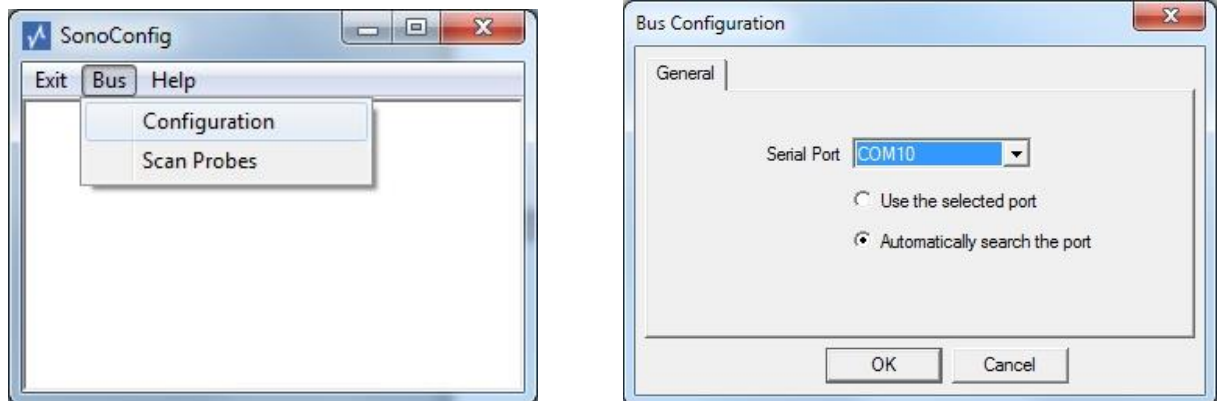 SonoConfig
Exit Bus Help
Configuration
Scan Probes
Bus Configuration
General
Serial Port COM10
Use the selected port
Automatically search the port
OK Cancel